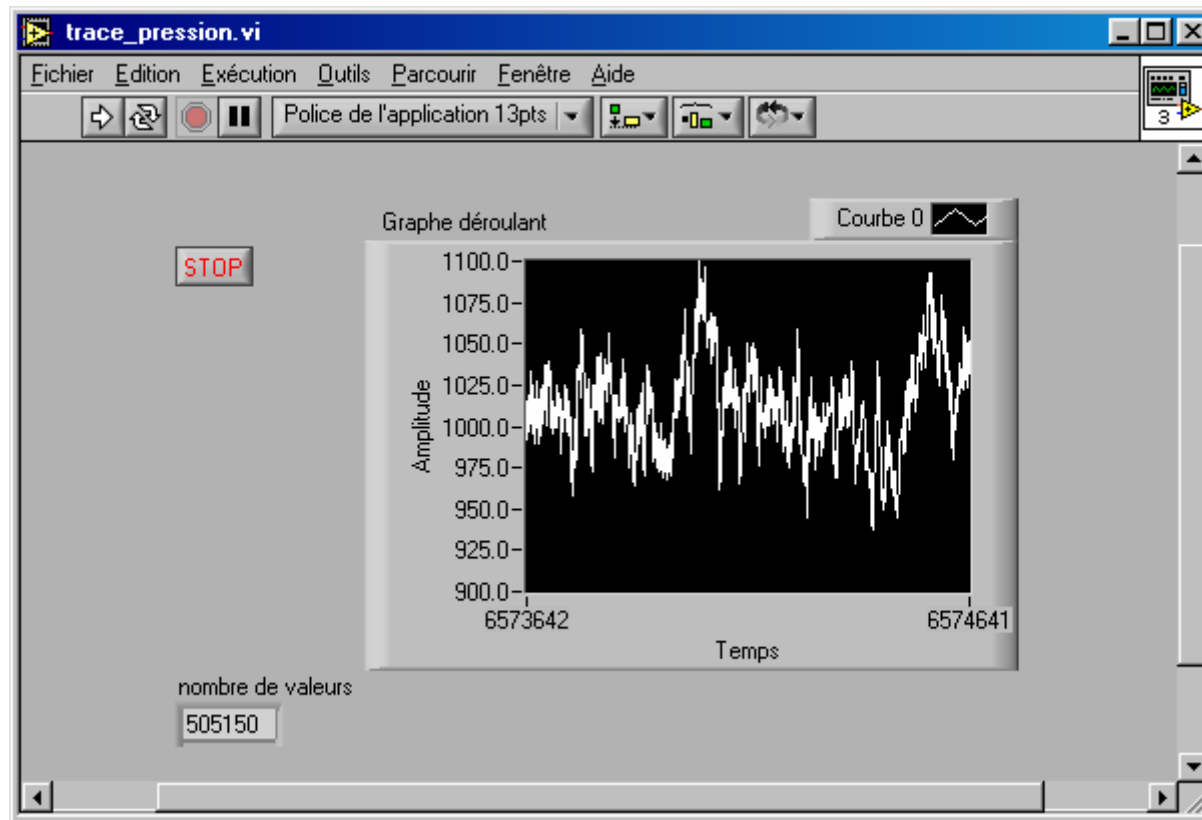 trace_pression.vi
Fichier Edition Exécution Outils Parcourir Fenêtre Aide
Police de l'application 13pts
3
Graphe déroulant
Courbe 0
STOP
Amplitude
1100.0
1075.0
1050.0
1025.0
1000.0
975.0
950.0
925.0
900.0
6573642
6574641
Temps
nombre de valeurs
505150